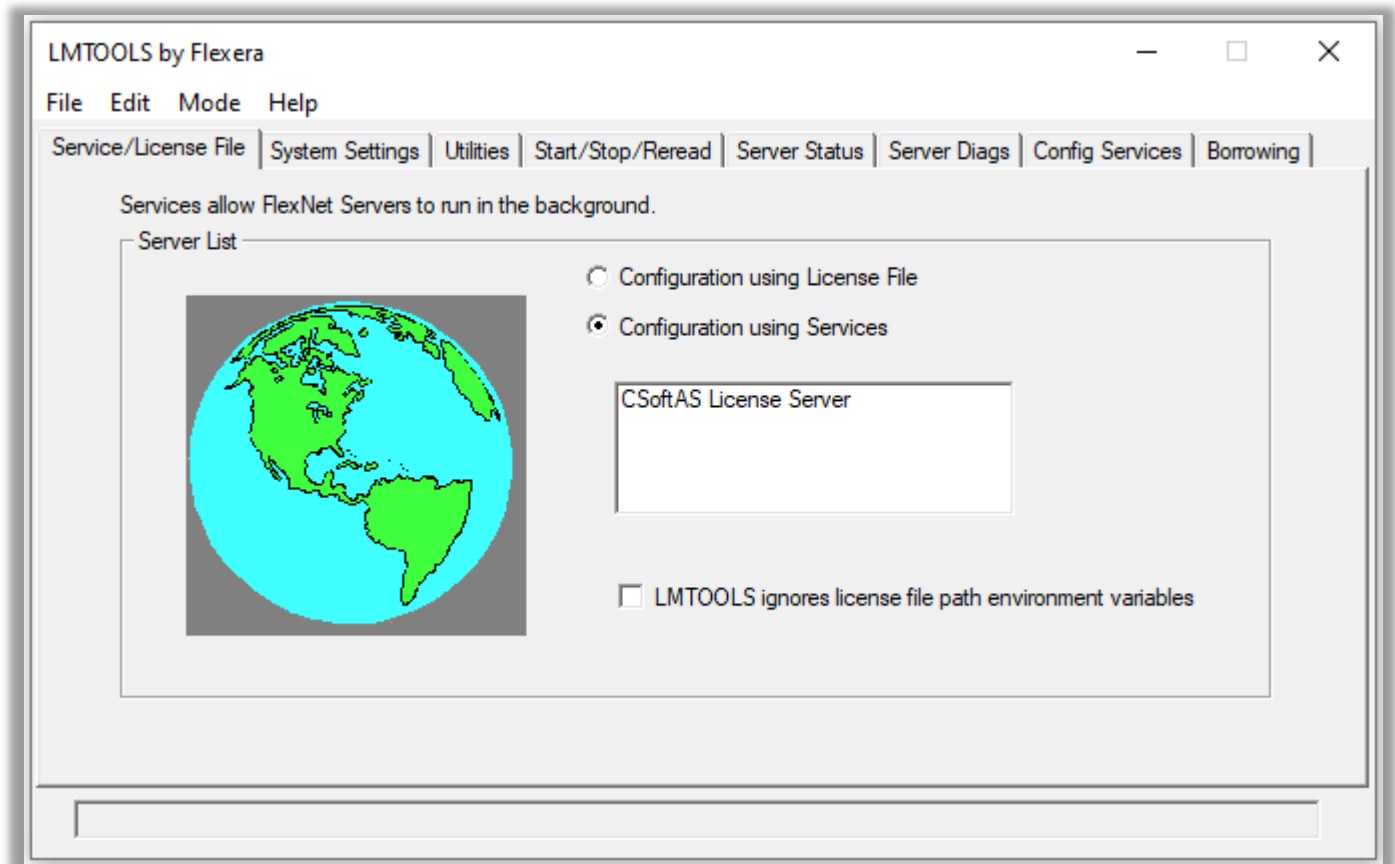 LMTOOLS by Flexera
File Edit Mode Help
Service/License File System Settings Utilities Start/Stop/Reread Server Status Server Diags Config Services Borrowing
Services allow FlexNet Servers to run in the background.
Server List
Configuration using License File
Configuration using Services
CSoftAS License Server
LMTOOLS ignores license file path environment variables